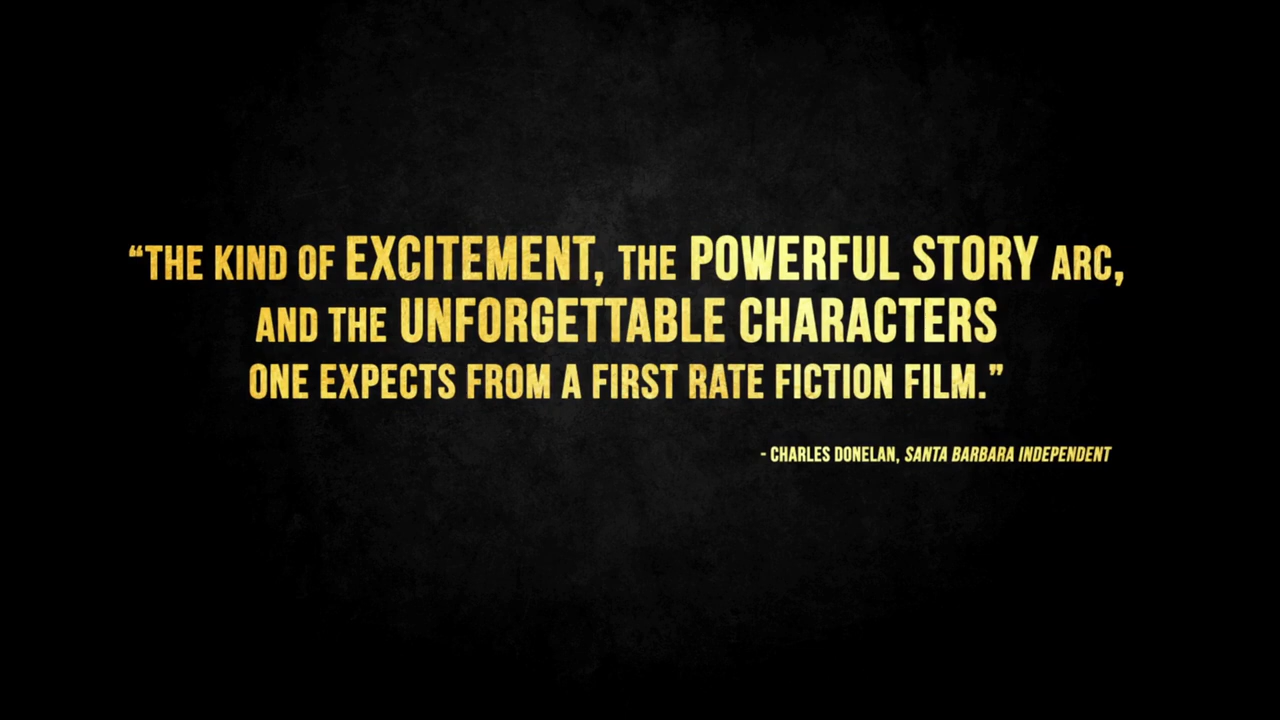 “THE KIND OF EXCITEMENT, THE POWERFUL STORY ARC,
AND THE UNFORGETTABLE CHARACTERS
ONE EXPECTS FROM A FIRST RATE FICTION FILM.”
- CHARLES DONELAN, SANTA BARBARA INDEPENDENT